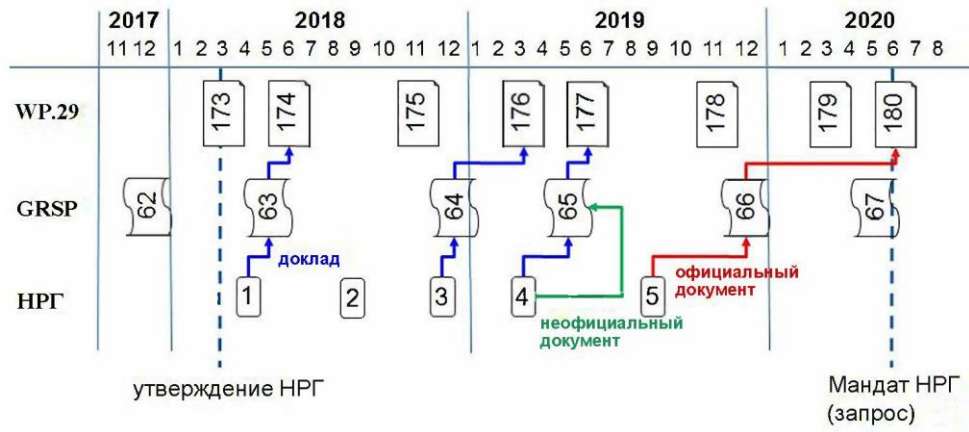 2017 2018 2019 2020
11 12 1 2 3 4 5 6 7 8 9 10 11 12 1 2 3 4 5 6 7 8 9 10 11 12 1 2 3 4 5 6 7 8
WP.29 173 174 175 176 177 178 179 180
GRSP 62 63 64 65 66 67
доклад
официальный
документ
НРГ 1 2 3 4 5
неофициальный
документ
утверждение НРГ
Мандат НРГ
(запрос)